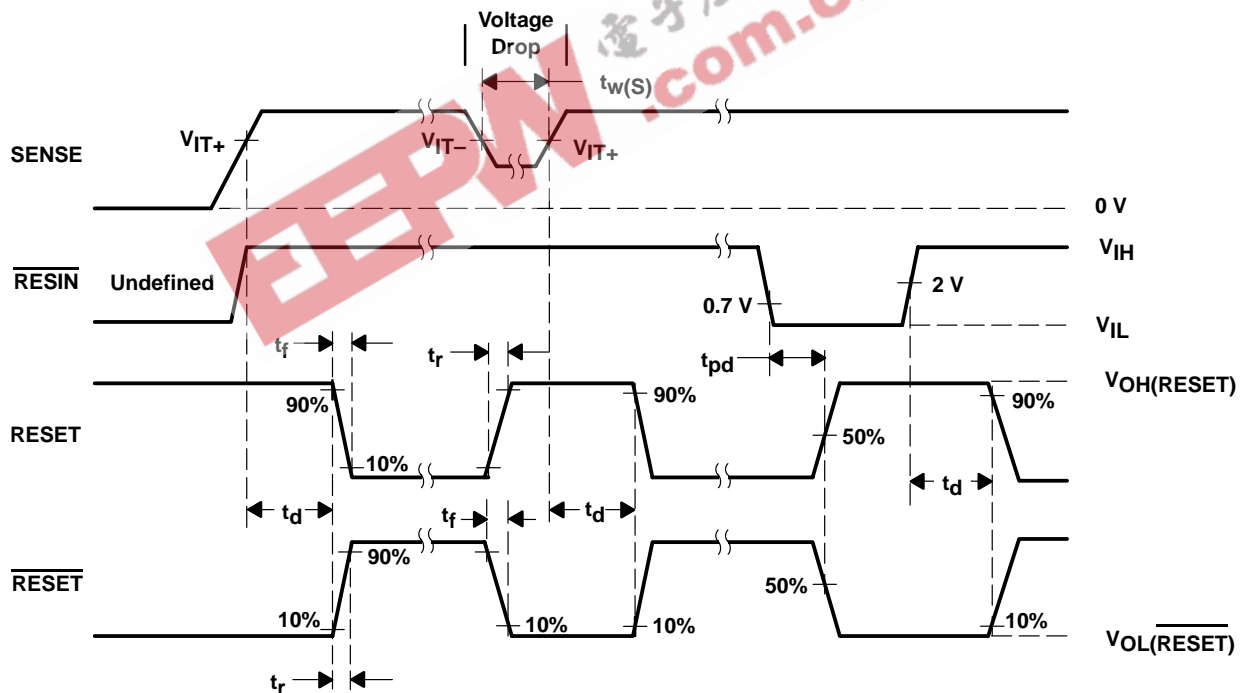 Voltage
Drop
tw(S)
VIT+
VIT–
VIT+
SENSE
0 V
RESIN
Undefined
VIH
0.7 V
2 V
VIL
tf
tr
tpd
VOH(RESET)
90%
90%
90%
RESET
10%
50%
td
td
tf
td
90%
RESET
50%
10%
10%
10%
10%
VOL(RESET)
tr
EEPW
.com.c